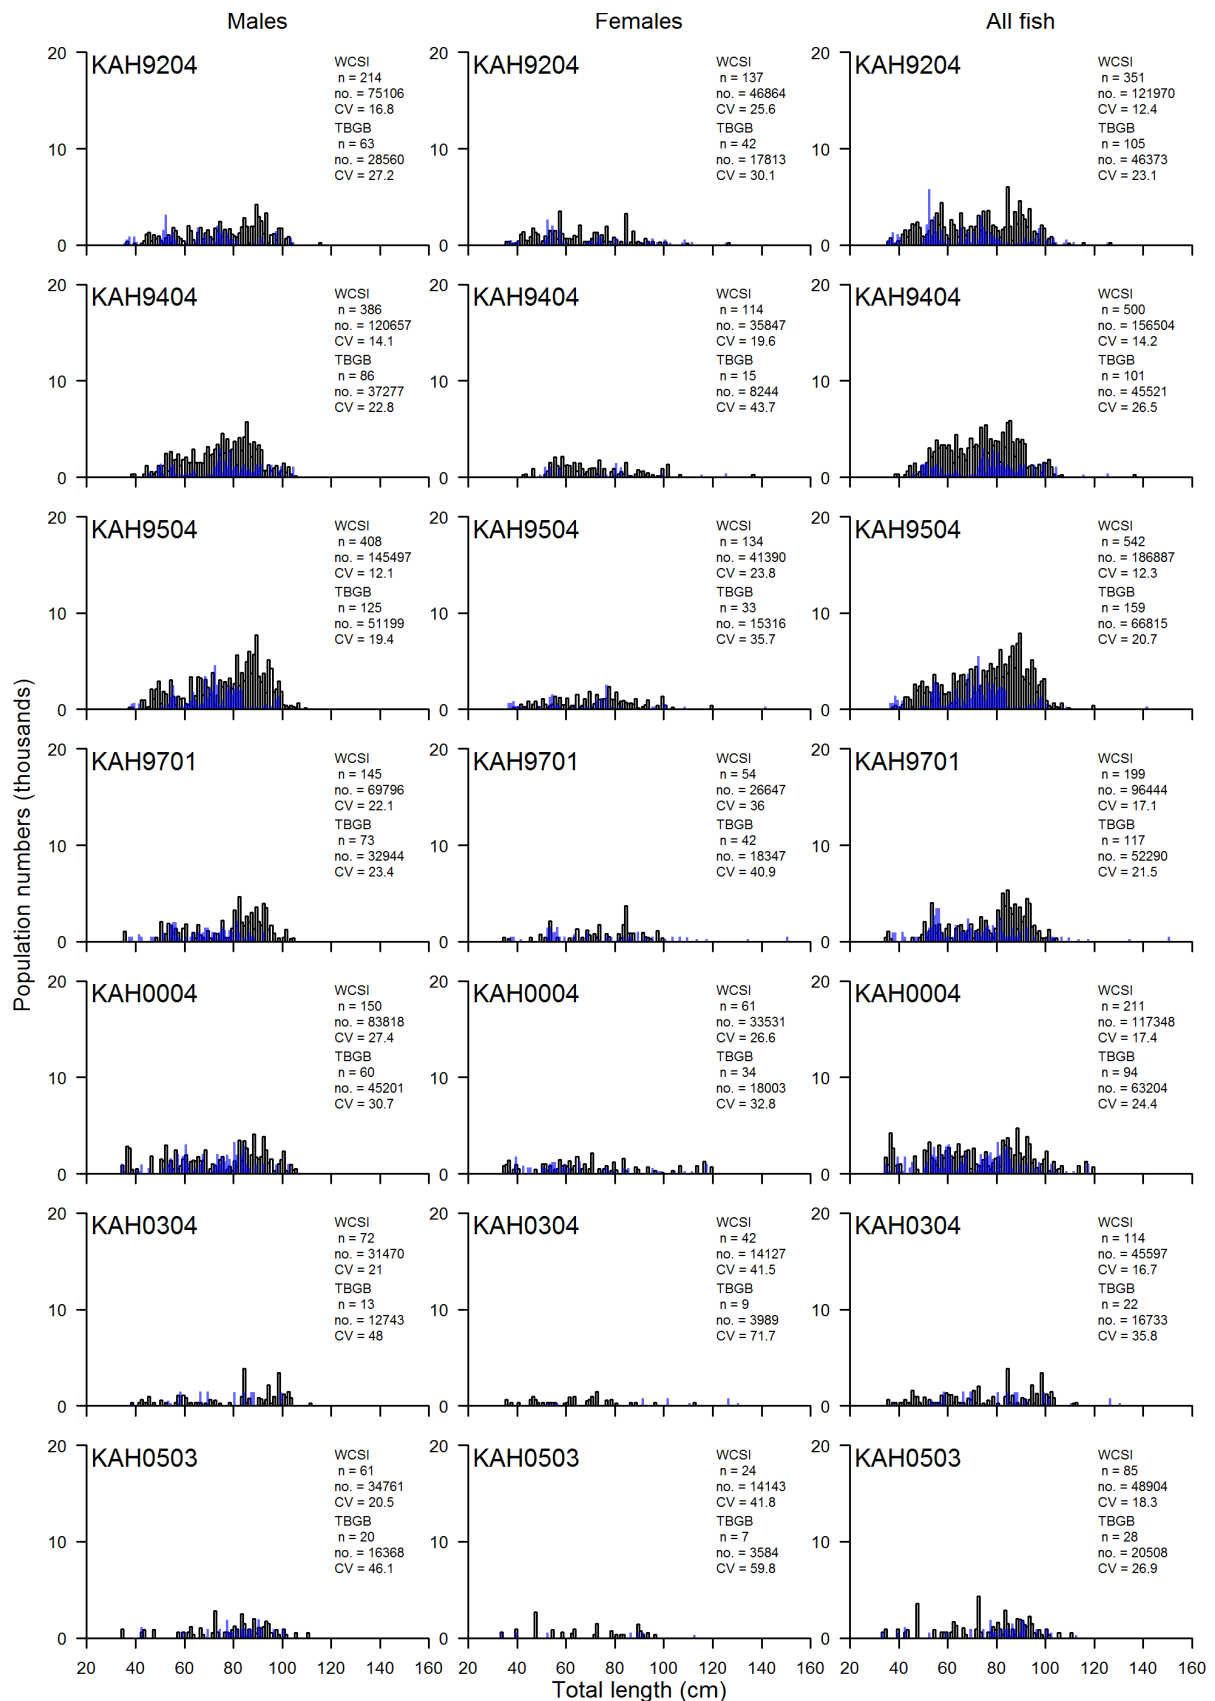 Males Females All fish
Population numbers (thousands)
20 KAH9204 WCSI 20 KAH9204 WCSI 20 KAH9204 WCSI
n = 214 n = 137 n = 351
no. = 75106 no. = 46864 no. = 121970
CV = 16.8 CV = 25.6 CV = 12.4
10 TBGB 10 TBGB 10 TBGB
n = 63 n = 42 n = 105
no. = 28560 no. = 17813 no. = 46373
CV = 27.2 CV = 30.1 CV = 23.1
0 0 0
20 KAH9404 WCSI 20 KAH9404 WCSI 20 KAH9404 WCSI
n = 386 n = 114 n = 500
no. = 120657 no. = 35847 no. = 156504
CV = 14.1 CV = 19.6 CV = 14.2
10 TBGB 10 TBGB 10 TBGB
n = 86 n = 15 n = 101
no. = 37277 no. = 8244 no. = 45521
CV = 22.8 CV = 43.7 CV = 26.5
0 0 0
20 KAH9504 WCSI 20 KAH9504 WCSI 20 KAH9504 WCSI
n = 408 n = 134 n = 542
no. = 145497 no. = 41390 no. = 186887
CV = 12.1 CV = 23.8 CV = 12.3
10 TBGB 10 TBGB 10 TBGB
n = 125 n = 33 n = 159
no. = 51199 no. = 15316 no. = 66815
CV = 19.4 CV = 35.7 CV = 20.7
0 0 0
20 KAH9701 WCSI 20 KAH9701 WCSI 20 KAH9701 WCSI
n = 145 n = 54 n = 199
no. = 69796 no. = 26647 no. = 96444
CV = 22.1 CV = 36 CV = 17.1
10 TBGB 10 TBGB 10 TBGB
n = 73 n = 42 n = 117
no. = 32944 no. = 18347 no. = 52290
CV = 23.4 CV = 40.9 CV = 21.5
0 0 0
20 KAH0004 WCSI 20 KAH0004 WCSI 20 KAH0004 WCSI
n = 150 n = 61 n = 211
no. = 83818 no. = 33531 no. = 117348
CV = 27.4 CV = 26.6 CV = 17.4
10 TBGB 10 TBGB 10 TBGB
n = 60 n = 34 n = 94
no. = 45201 no. = 18003 no. = 63204
CV = 30.7 CV = 32.8 CV = 24.4
0 0 0
20 KAH0304 WCSI 20 KAH0304 WCSI 20 KAH0304 WCSI
n = 72 n = 42 n = 114
no. = 31470 no. = 14127 no. = 45597
CV = 21 CV = 41.5 CV = 16.7
10 TBGB 10 TBGB 10 TBGB
n = 13 n = 9 n = 22
no. = 12743 no. = 3989 no. = 16733
CV = 48 CV = 71.7 CV = 35.8
0 0 0
20 KAH0503 WCSI 20 KAH0503 WCSI 20 KAH0503 WCSI
n = 61 n = 24 n = 85
no. = 34761 no. = 14143 no. = 48904
CV = 20.5 CV = 41.8 CV = 18.3
10 TBGB 10 TBGB 10 TBGB
n = 20 n = 7 n = 28
no. = 16368 no. = 3584 no. = 20508
CV = 46.1 CV = 59.8 CV = 26.9
0 0 0
20 40 60 80 100 120 140 160 20 40 60 80 100 120 140 160 20 40 60 80 100 120 140 160
Total length (cm)